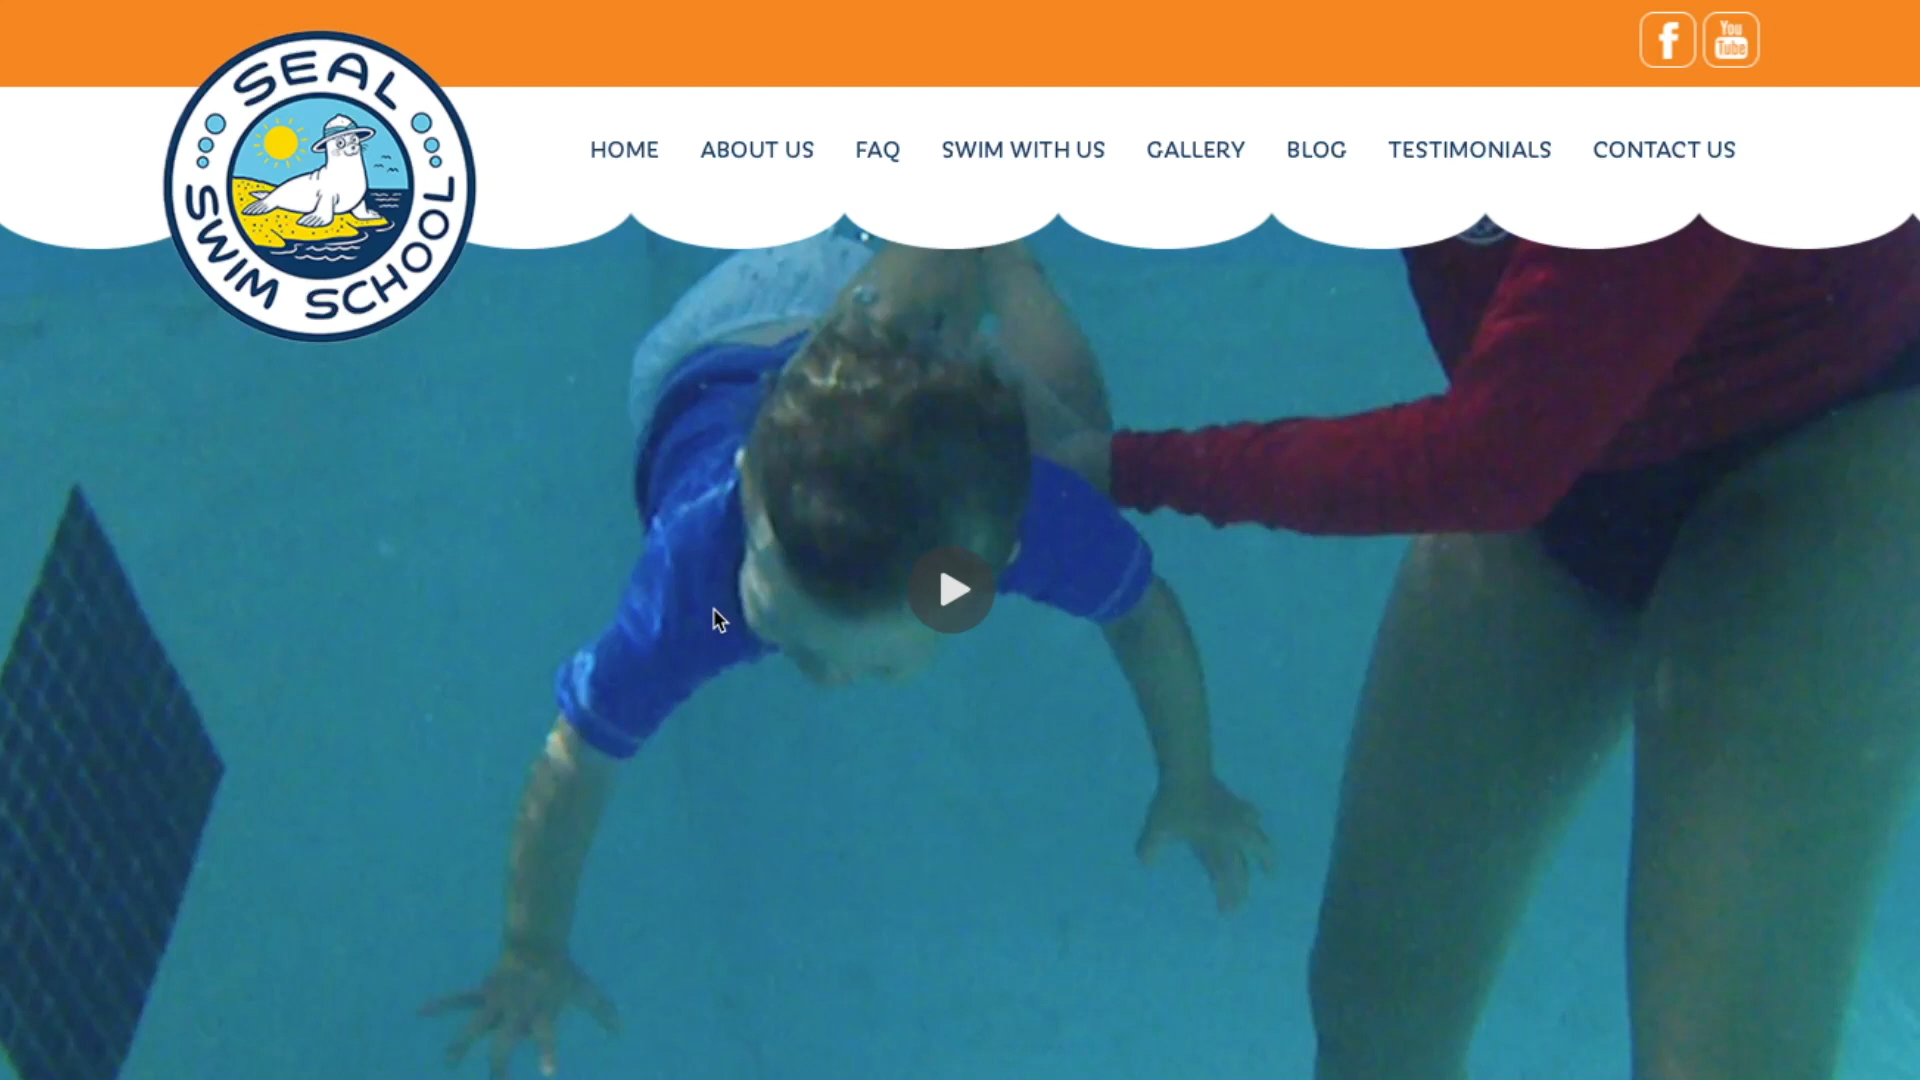 SEAL
SWIM SCHOOL
You
Tube
HOME ABOUT US FAQ SWIM WITH US GALLERY BLOG TESTIMONIALS CONTACT US